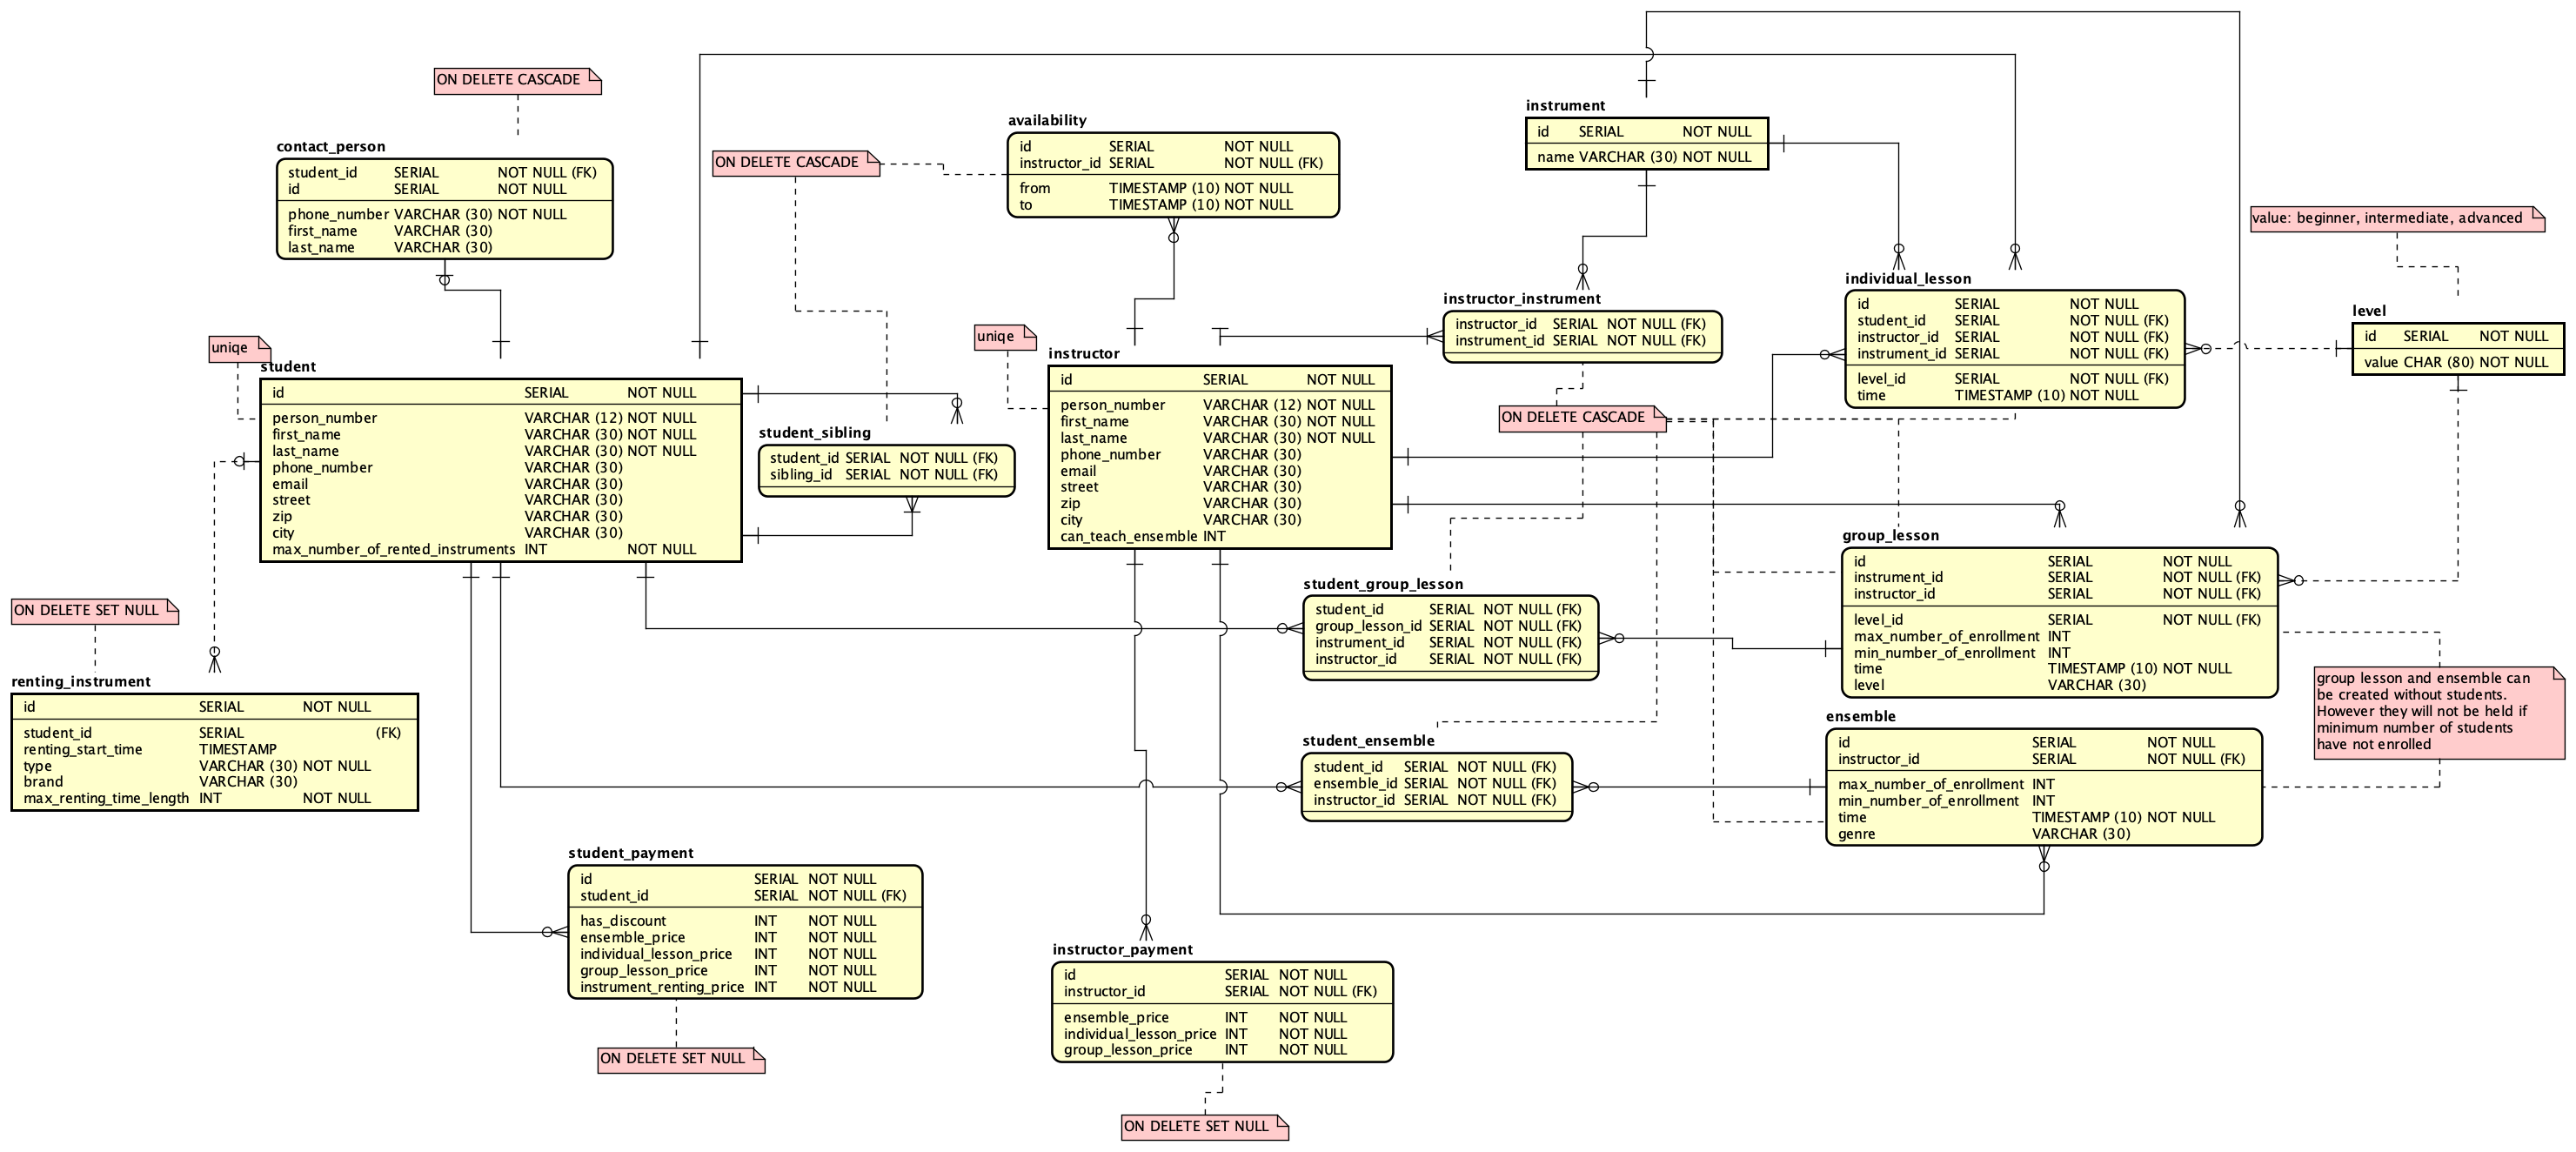 ON DELETE CASCADE
contact_person
student_id SERIAL NOT NULL (FK)
id SERIAL NOT NULL
phone_number VARCHAR (30) NOT NULL
first_name VARCHAR (30)
last_name VARCHAR (30)
ON DELETE CASCADE
availability
id SERIAL NOT NULL
instructor_id SERIAL NOT NULL (FK)
from TIMESTAMP (10) NOT NULL
to TIMESTAMP (10) NOT NULL
instrument
id SERIAL NOT NULL
name VARCHAR (30) NOT NULL
value: beginner, intermediate, advanced
individual_lesson
id SERIAL NOT NULL
student_id SERIAL NOT NULL (FK)
instructor_id SERIAL NOT NULL (FK)
instrument_id SERIAL NOT NULL (FK)
level_id SERIAL NOT NULL (FK)
time TIMESTAMP (10) NOT NULL
level
id SERIAL NOT NULL
value CHAR (80) NOT NULL
instructor_instrument
instructor_id SERIAL NOT NULL (FK)
instrument_id SERIAL NOT NULL (FK)
uniqe
student
id SERIAL NOT NULL
person_number VARCHAR (12) NOT NULL
first_name VARCHAR (30) NOT NULL
last_name VARCHAR (30) NOT NULL
phone_number VARCHAR (30)
email VARCHAR (30)
street VARCHAR (30)
zip VARCHAR (30)
city VARCHAR (30)
max_number_of_rented_instruments INT NOT NULL
student_sibling
student_id SERIAL NOT NULL (FK)
sibling_id SERIAL NOT NULL (FK)
uniqe
instructor
id SERIAL NOT NULL
person_number VARCHAR (12) NOT NULL
first_name VARCHAR (30) NOT NULL
last_name VARCHAR (30) NOT NULL
phone_number VARCHAR (30)
email VARCHAR (30)
street VARCHAR (30)
zip VARCHAR (30)
city VARCHAR (30)
can_teach_ensemble INT
ON DELETE CASCADE
group_lesson
id SERIAL NOT NULL
instrument_id SERIAL NOT NULL (FK)
instructor_id SERIAL NOT NULL (FK)
level_id SERIAL NOT NULL (FK)
max_number_of_enrollment INT
min_number_of_enrollment INT
time TIMESTAMP (10) NOT NULL
level VARCHAR (30)
student_group_lesson
student_id SERIAL NOT NULL (FK)
group_lesson_id SERIAL NOT NULL (FK)
instrument_id SERIAL NOT NULL (FK)
instructor_id SERIAL NOT NULL (FK)
ON DELETE SET NULL
renting_instrument
id SERIAL NOT NULL
student_id SERIAL (FK)
renting_start_time TIMESTAMP
type VARCHAR (30) NOT NULL
brand VARCHAR (30)
max_renting_time_length INT NOT NULL
group lesson and ensemble can
be created without students.
However they will not be held if
minimum number of students
have not enrolled
ensemble
id SERIAL NOT NULL
instructor_id SERIAL NOT NULL (FK)
max_number_of_enrollment INT
min_number_of_enrollment INT
time TIMESTAMP (10) NOT NULL
genre VARCHAR (30)
student_ensemble
student_id SERIAL NOT NULL (FK)
ensemble_id SERIAL NOT NULL (FK)
instructor_id SERIAL NOT NULL (FK)
student_payment
id SERIAL NOT NULL
student_id SERIAL NOT NULL (FK)
has_discount INT NOT NULL
ensemble_price INT NOT NULL
individual_lesson_price INT NOT NULL
group_lesson_price INT NOT NULL
instrument_renting_price INT NOT NULL
ON DELETE SET NULL
instructor_payment
id SERIAL NOT NULL
instructor_id SERIAL NOT NULL (FK)
ensemble_price INT NOT NULL
individual_lesson_price INT NOT NULL
group_lesson_price INT NOT NULL
ON DELETE SET NULL